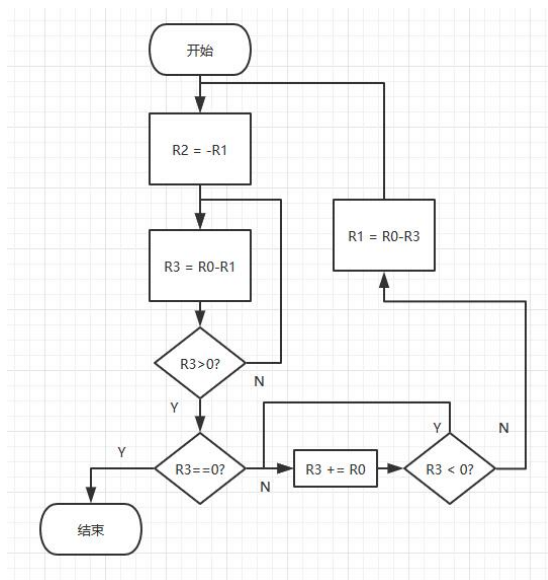 开始
R2 = -R1
R1 = R0-R3
R3 = R0-R1
R3>0?
N
Y
Y
N
Y
R3==0?
R3 += R0
R3 < 0?
N
结束